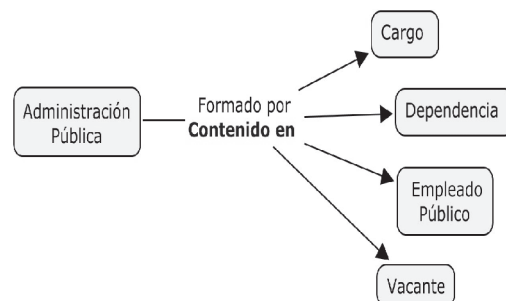 Administración
Pública
Formado por
Contenido en
Cargo
Dependencia
Empleado
Público
Vacante